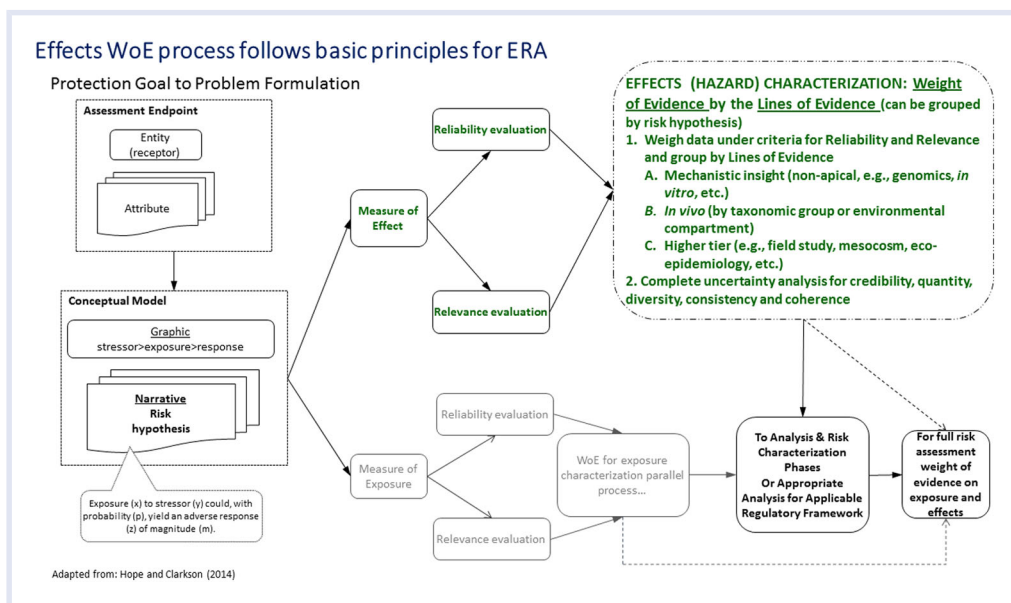 Effects WoE process follows basic principles for ERA
Protection Goal to Problem Formulation
Assessment Endpoint
Entity
(receptor)
Attribute
Conceptual Model
Graphic
stressor>exposure>response
Narrative
Risk
hypothesis
Exposure (x) to stressor (y) could, with
probability (p), yield an adverse response
(z) of magnitude (m).
Adapted from: Hope and Clarkson (2014)
Measure of
Effect
Reliability evaluation
Relevance evaluation
EFFECTS (HAZARD) CHARACTERIZATION: Weight
of Evidence by the Lines of Evidence (can be grouped
by risk hypothesis)
1. Weigh data under criteria for Reliability and Relevance
and group by Lines of Evidence
A. Mechanistic insight (non-apical, e.g., genomics, in
vitro, etc.)
B. In vivo (by taxonomic group or environmental
compartment)
C. Higher tier (e.g., field study, mesocosm, eco-
epidemiology, etc.)
2. Complete uncertainty analysis for credibility, quantity,
diversity, consistency and coherence
Measure of
Exposure
Reliability evaluation
Relevance evaluation
WoE for exposure
characterization parallel
process...
To Analysis & Risk
Characterization
Phases
Or Appropriate
Analysis for Applicable
Regulatory Framework
For full risk
assessment
weight of
evidence on
exposure and
effects